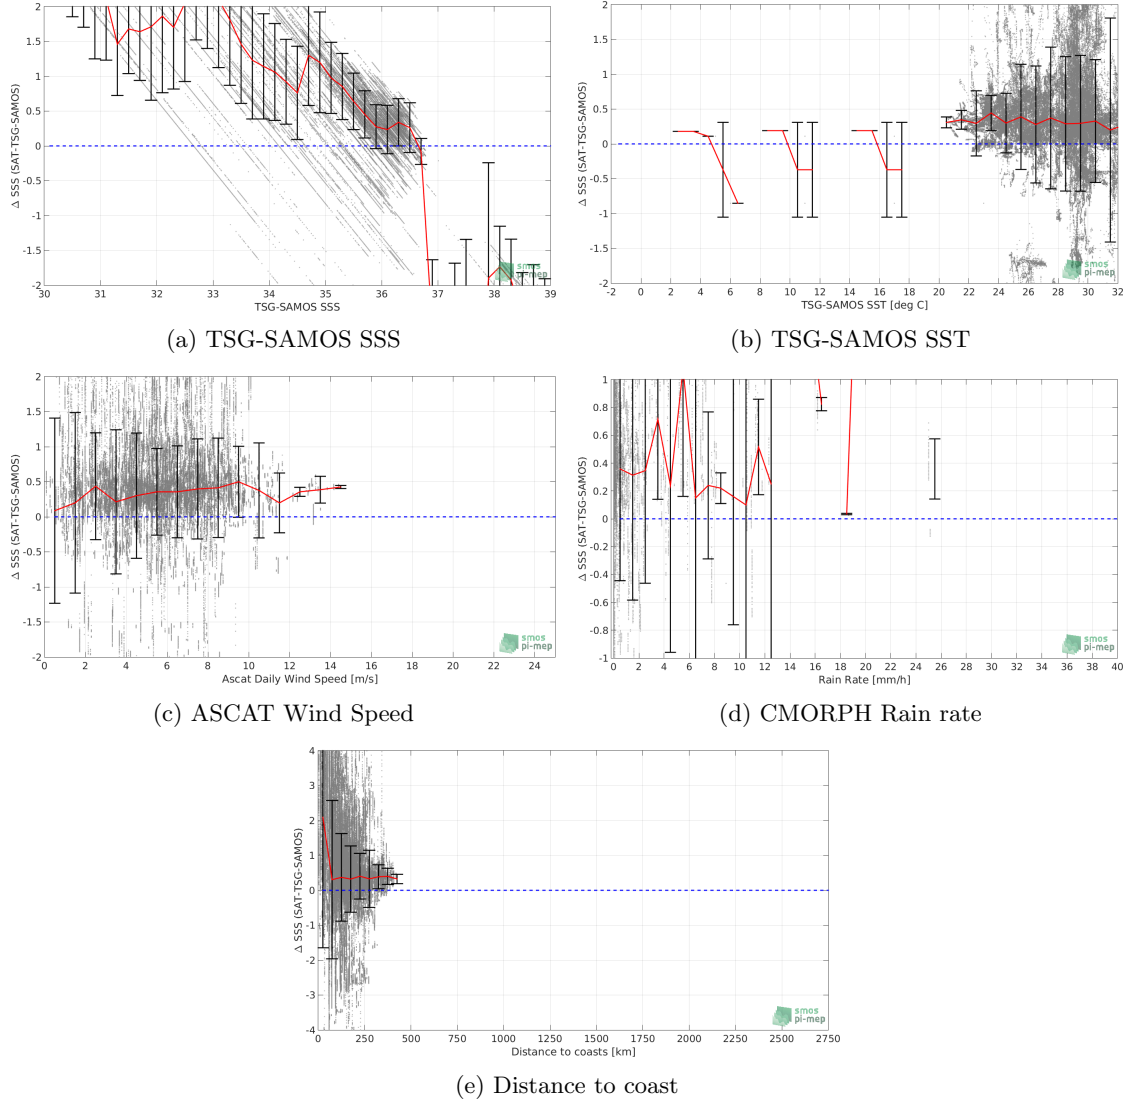 2
1.5
1
0.5
0
-0.5
-1
-1.5
-2
30 31 32 33 34 35 36 37 38 39
TSG-SAMOS SSS
Δ SSS (SAT-TSG-SAMOS)
smos
pi-mep
(a) TSG-SAMOS SSS
2
1.5
1
0.5
0
-0.5
-1
-1.5
-2
-2 0 2 4 6 8 10 12 14 16 18 20 22 24 26 28 30 32
TSG-SAMOS SST [deg C]
Δ SSS (SAT-TSG-SAMOS)
smos
pi-mep
(b) TSG-SAMOS SST
2
1.5
1
0.5
0
-0.5
-1
-1.5
-2
0 2 4 6 8 10 12 14 16 18 20 22 24
Ascat Daily Wind Speed [m/s]
Δ SSS (SAT-TSG-SAMOS)
smos
pi-mep
(c) ASCAT Wind Speed
1
0.8
0.6
0.4
0.2
0
-0.2
-0.4
-0.6
-0.8
-1
0 2 4 6 8 10 12 14 16 18 20 22 24 26 28 30 32 34 36 38 40
Rain Rate [mm/h]
Δ SSS (SAT-TSG-SAMOS)
smos
pi-mep
(d) CMORPH Rain rate
4
3
2
1
0
-1
-2
-3
-4
0 250 500 750 1000 1250 1500 1750 2000 2250 2500 2750
Distance to coasts [km]
Δ SSS (SAT-TSG-SAMOS)
smos
pi-mep
(e) Distance to coast